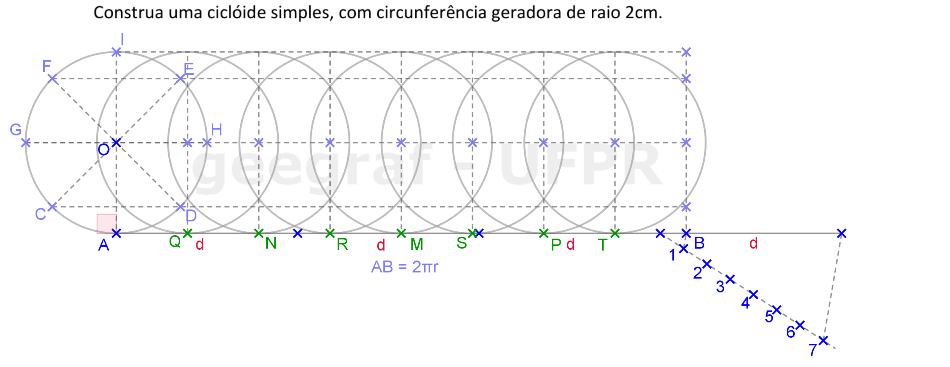 Construa uma ciclóide simples, com circunferência geradora de raio 2cm.
I
F E
G O H
geegraf - UFPR
C D
A Q d N R d M S P d T B d
AB = 2πr
1
2
3
4
5
6
7